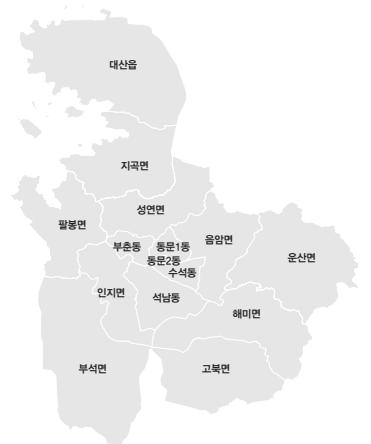 대산읍
지곡면
성연면
팔봉면
부춘동
동문1동
음암면
동문2동
운산면
수석동
인지면
석남동
해미면
부석면
고북면